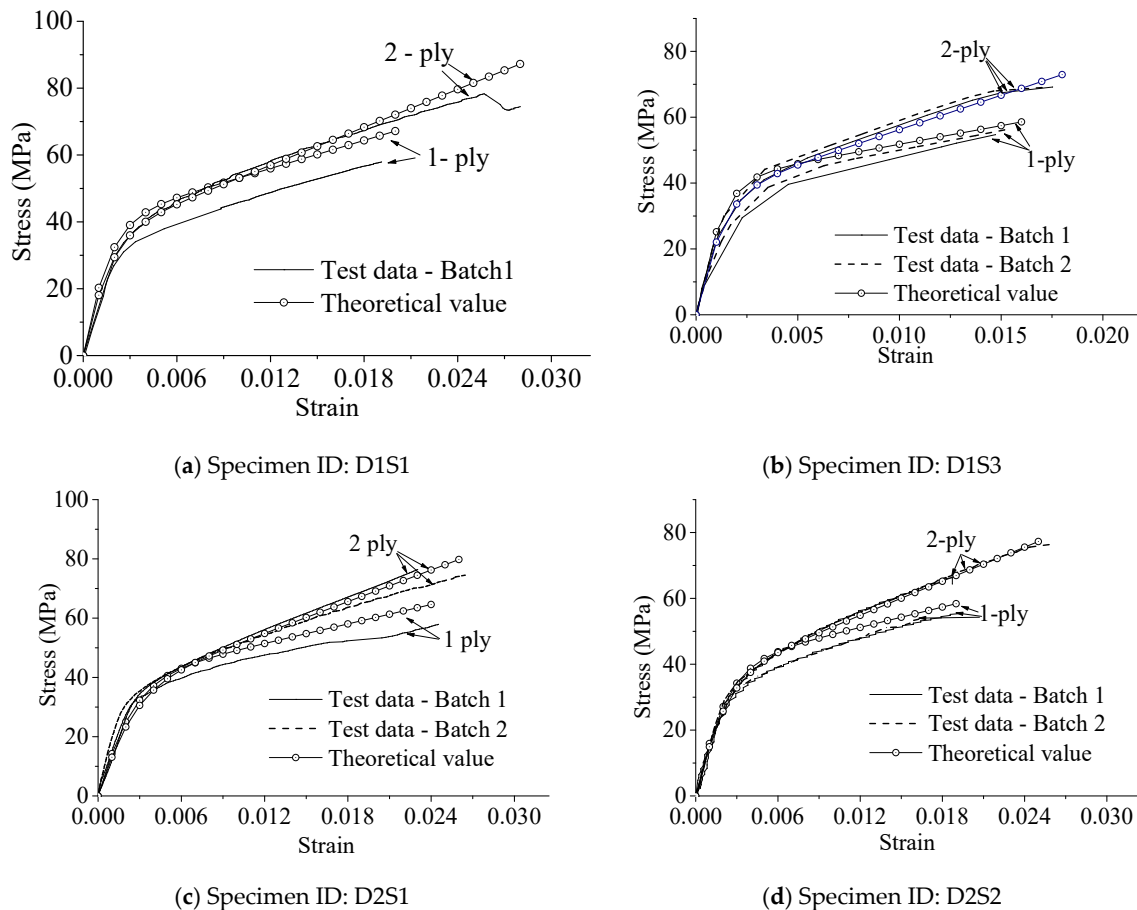 100
80
60
40
20
0
Stress (MPa)
2 - ply
1- ply
Test data - Batch1
Theoretical value
0.000 0.006 0.012 0.018 0.024 0.030
Strain
(a) Specimen ID: D1S1
80
60
40
20
0
Stress (MPa)
2-ply
1-ply
Test data - Batch 1
Test data - Batch 2
Theoretical value
0.000 0.005 0.010 0.015 0.020
Strain
(b) Specimen ID: D1S3
100
80
60
40
20
0
Stress (MPa)
2 ply
1 ply
Test data - Batch 1
Test data - Batch 2
Theoretical value
0.000 0.006 0.012 0.018 0.024 0.030
Strain
(c) Specimen ID: D2S1
80
60
40
20
0
Stress (MPa)
2-ply
1-ply
Test data - Batch 1
Test data - Batch 2
Theoretical value
0.000 0.006 0.012 0.018 0.024 0.030
Strain
(d) Specimen ID: D2S2